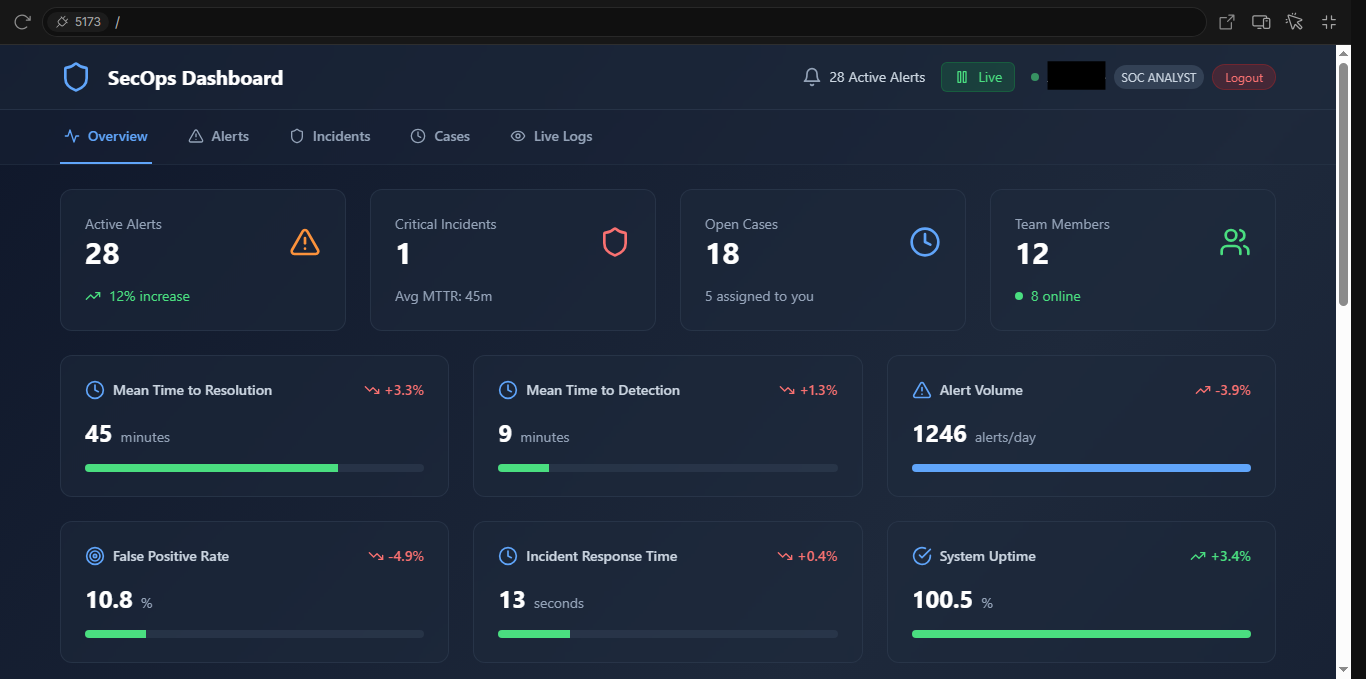 5173 /
SecOps Dashboard
28 Active Alerts
Live
SOC ANALYST
Logout
Overview
Alerts
Incidents
Cases
Live Logs
Active Alerts
28
12% increase
Critical Incidents
1
Avg MTTR: 45m
Open Cases
18
5 assigned to you
Team Members
12
8 online
Mean Time to Resolution
+3.3%
45 minutes
Mean Time to Detection
+1.3%
9 minutes
Alert Volume
-3.9%
1246 alerts/day
False Positive Rate
-4.9%
10.8 %
Incident Response Time
+0.4%
13 seconds
System Uptime
+3.4%
100.5 %